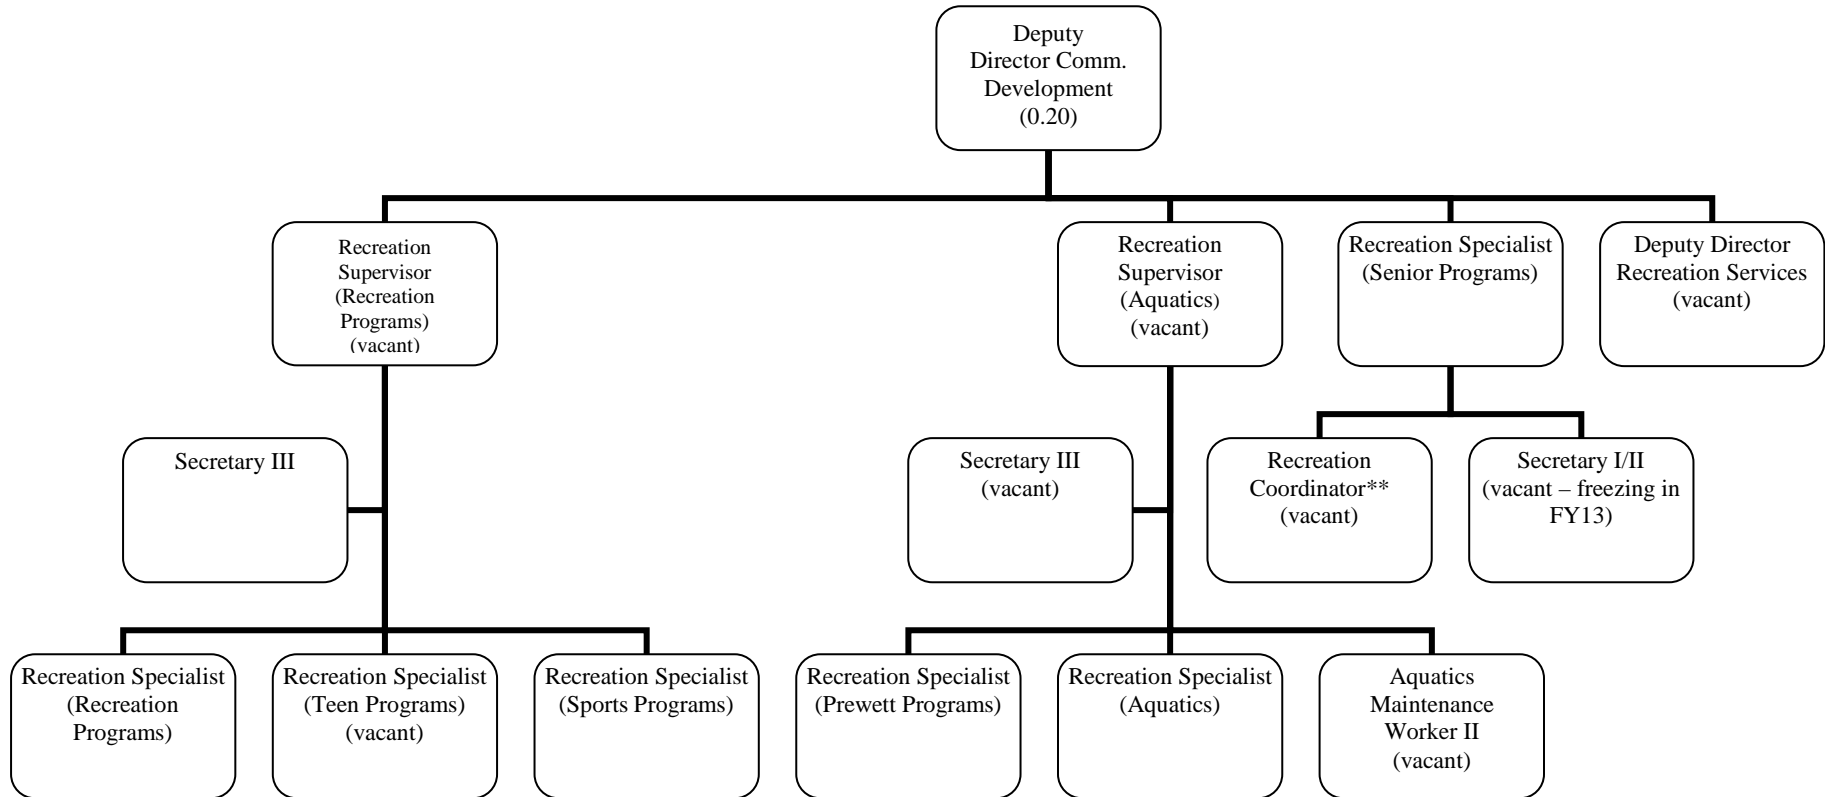 Deputy
Director Comm.
Development
(0.20)
Recreation
Supervisor
(Recreation
Programs)
(vacant)
Recreation
Supervisor
(Aquatics)
(vacant)
Recreation Specialist
(Senior Programs)
Deputy Director
Recreation Services
(vacant)
Secretary III
Secretary III
(vacant)
Recreation
Coordinator**
(vacant)
Secretary I/II
(vacant – freezing in
FY13)
Recreation Specialist
(Recreation
Programs)
Recreation Specialist
(Teen Programs)
(vacant)
Recreation Specialist
(Sports Programs)
Recreation Specialist
(Prewett Programs)
Recreation Specialist
(Aquatics)
Aquatics
Maintenance
Worker II
(vacant)